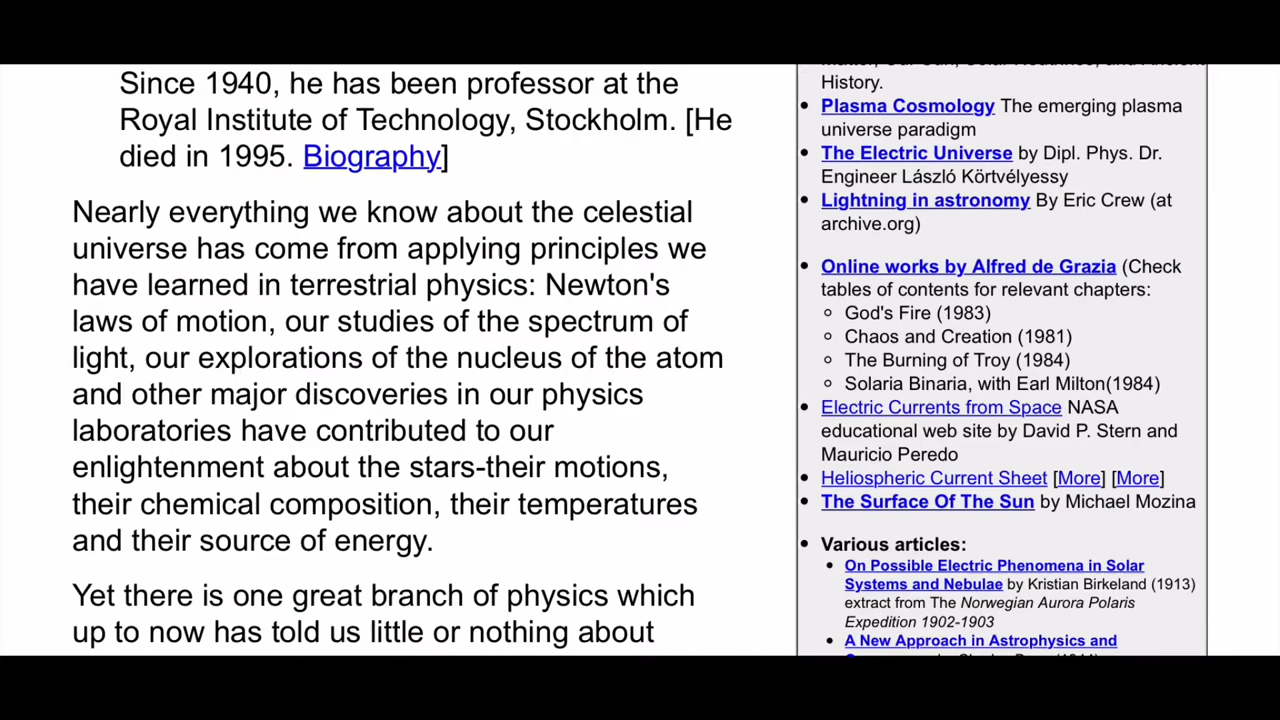 Since 1940, he has been professor at the
Royal Institute of Technology, Stockholm. [He
died in 1995. Biography]
Nearly everything we know about the celestial
universe has come from applying principles we
have learned in terrestrial physics: Newton's
laws of motion, our studies of the spectrum of
light, our explorations of the nucleus of the atom
and other major discoveries in our physics
laboratories have contributed to our
enlightenment about the stars-their motions,
their chemical composition, their temperatures
and their source of energy.
Yet there is one great branch of physics which
up to now has told us little or nothing about
History.
Plasma Cosmology The emerging plasma
universe paradigm
The Electric Universe by Dipl. Phys. Dr.
Engineer László Körtvélyessy
Lightning in astronomy By Eric Crew (at
archive.org)
Online works by Alfred de Grazia (Check
tables of contents for relevant chapters:
God's Fire (1983)
Chaos and Creation (1981)
The Burning of Troy (1984)
Solaria Binaria, with Earl Milton(1984)
Electric Currents from Space NASA
educational web site by David P. Stern and
Mauricio Peredo
Heliospheric Current Sheet [More] [More]
The Surface Of The Sun by Michael Mozina
Various articles:
On Possible Electric Phenomena in Solar
Systems and Nebulae by Kristian Birkeland (1913)
extract from The Norwegian Aurora Polaris
Expedition 1902-1903
A New Approach in Astrophysics and